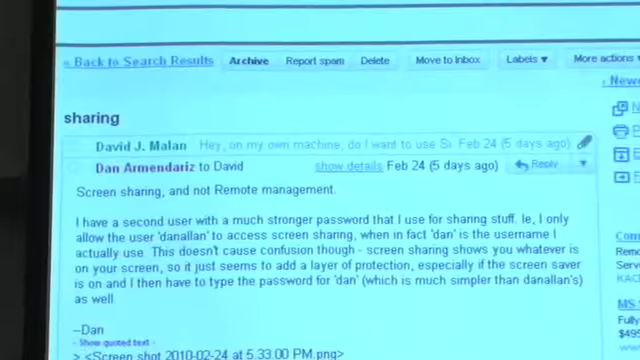 « Back to Search Results Archive Report spam Delete Move to Inbox Labels ▾ More actions
sharing
David J. Malan Hey, on my own machine, do I want to use Feb 24 (5 days ago)
Dan Armendariz to David show details Feb 24 (5 days ago) Reply
Screen sharing, and not Remote management.
I have a second user with a much stronger password that I use for sharing stuff. Ie, I only
allow the user 'danallan' to access screen sharing, when in fact 'dan' is the username I
actually use. This doesn't cause confusion though - screen sharing shows you whatever is
on your screen, so it just seems to add a layer of protection, especially if the screen saver
is on and I then have to type the password for 'dan' (which is much simpler than danallan's)
as well.
--Dan
- Show quoted text -
> <Screen shot 2010-02-24 at 5.33.00 PM.png>
Fully